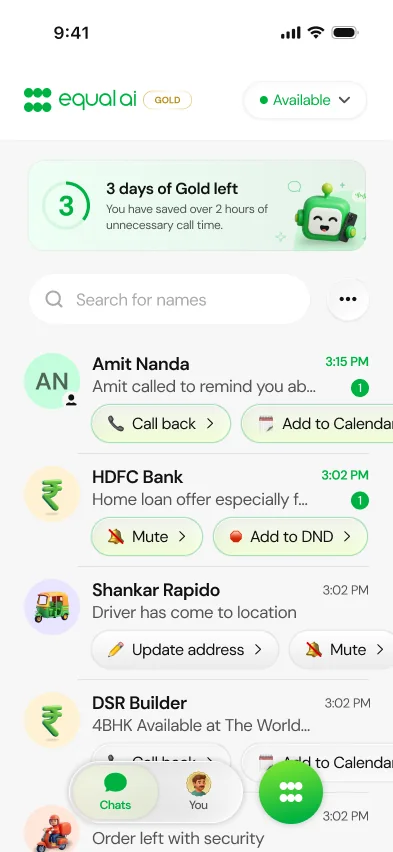 9:41
equal ai GOLD
Available
3
3 days of Gold left
You have saved over 2 hours of
unnecessary call time.
Search for names
AN
Amit Nanda 3:15 PM
Amit called to remind you ab... 1
Call back Add to Calendar
HDFC Bank 3:02 PM
Home loan offer especially f... 1
Mute Add to DND
Shankar Rapido 3:02 PM
Driver has come to location
Update address Mute
DSR Builder 3:02 PM
4BHK Available at The World...
Call back Add to Calendar
Chats You
3:02 PM
Order left with security